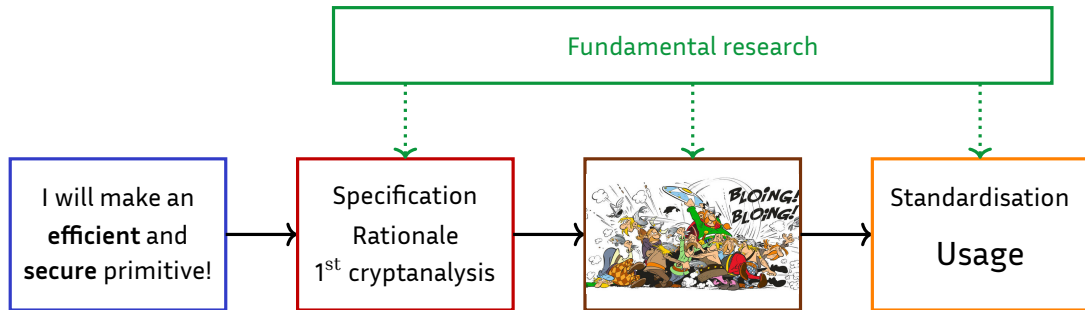 Fundamental research
I will make an
efficient and
secure primitive!
Specification
Rationale
1st cryptanalysis
BLOING!
BLOING!
Standardisation
Usage